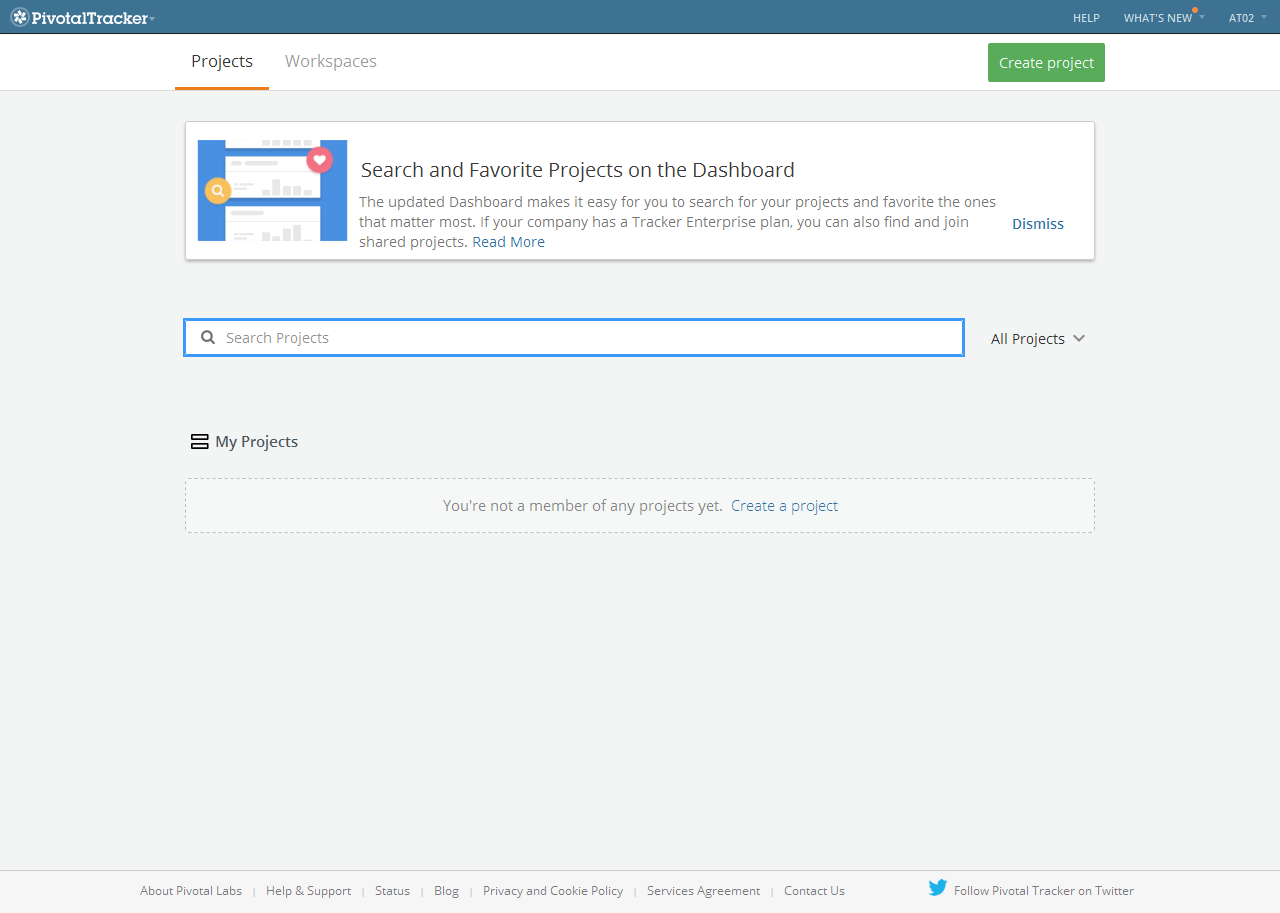 PivotalTracker
HELP
WHAT'S NEW
AT02
Projects
Workspaces
Create project
Search and Favorite Projects on the Dashboard
The updated Dashboard makes it easy for you to search for your projects and favorite the ones
that matter most. If your company has a Tracker Enterprise plan, you can also find and join
shared projects. Read More
Dismiss
Search Projects
All Projects
My Projects
You're not a member of any projects yet. Create a project
About Pivotal Labs | Help & Support | Status | Blog | Privacy and Cookie Policy | Services Agreement | Contact Us
Follow Pivotal Tracker on Twitter